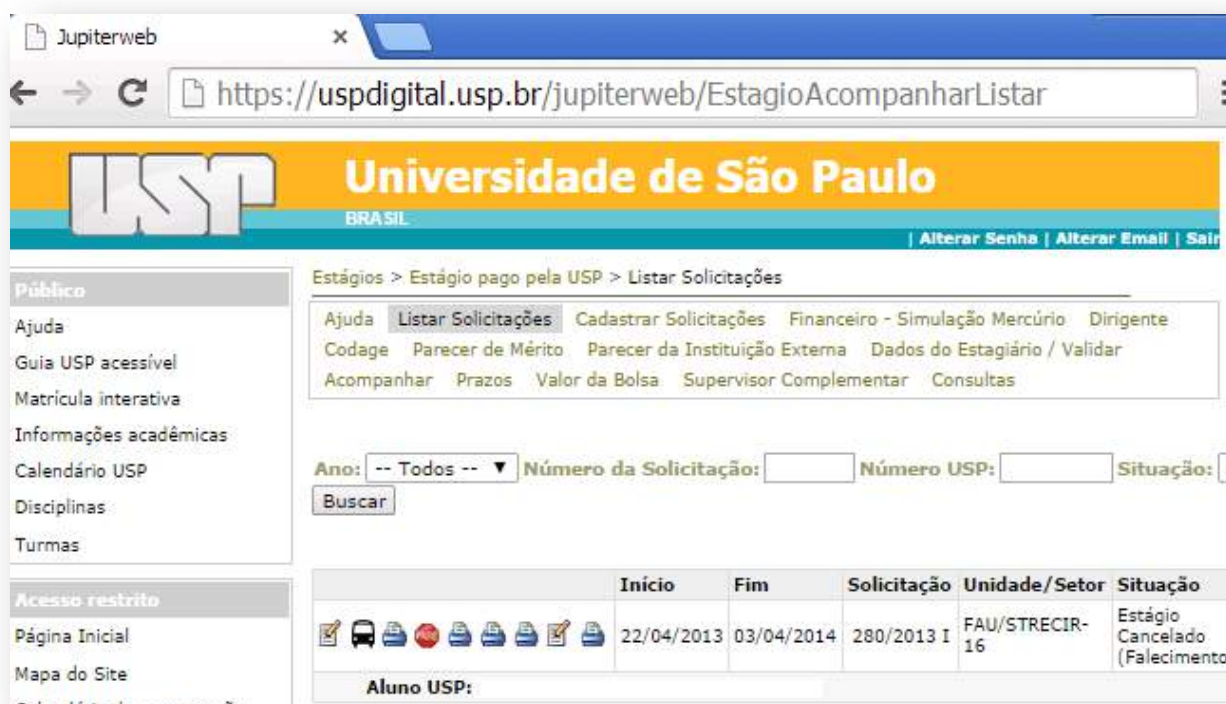 Jupiterweb
https://uspdigital.usp.br/jupiterweb/EstagioAcompanharListar
USP
Universidade de São Paulo
BRASIL
| Alterar Senha | Alterar Email | Sair
Público
Ajuda
Guia USP acessível
Matrícula interativa
Informações acadêmicas
Calendário USP
Disciplinas
Turmas
Acesso restrito
Página Inicial
Mapa do Site
Estágios > Estágio pago pela USP > Listar Solicitações
Ajuda Listar Solicitações Cadastrar Solicitações Financeiro - Simulação Mercúrio Dirigente
Codage Parecer de Mérito Parecer da Instituição Externa Dados do Estagiário / Validar
Acompanhar Prazos Valor da Bolsa Supervisor Complementar Consultas
Ano: -- Todos -- Número da Solicitação: Número USP: Situação:
Buscar
Início Fim Solicitação Unidade/Setor Situação
22/04/2013 03/04/2014 280/2013 I FAU/STRECIR-16 Estágio Cancelado (Falecimento
Aluno USP: